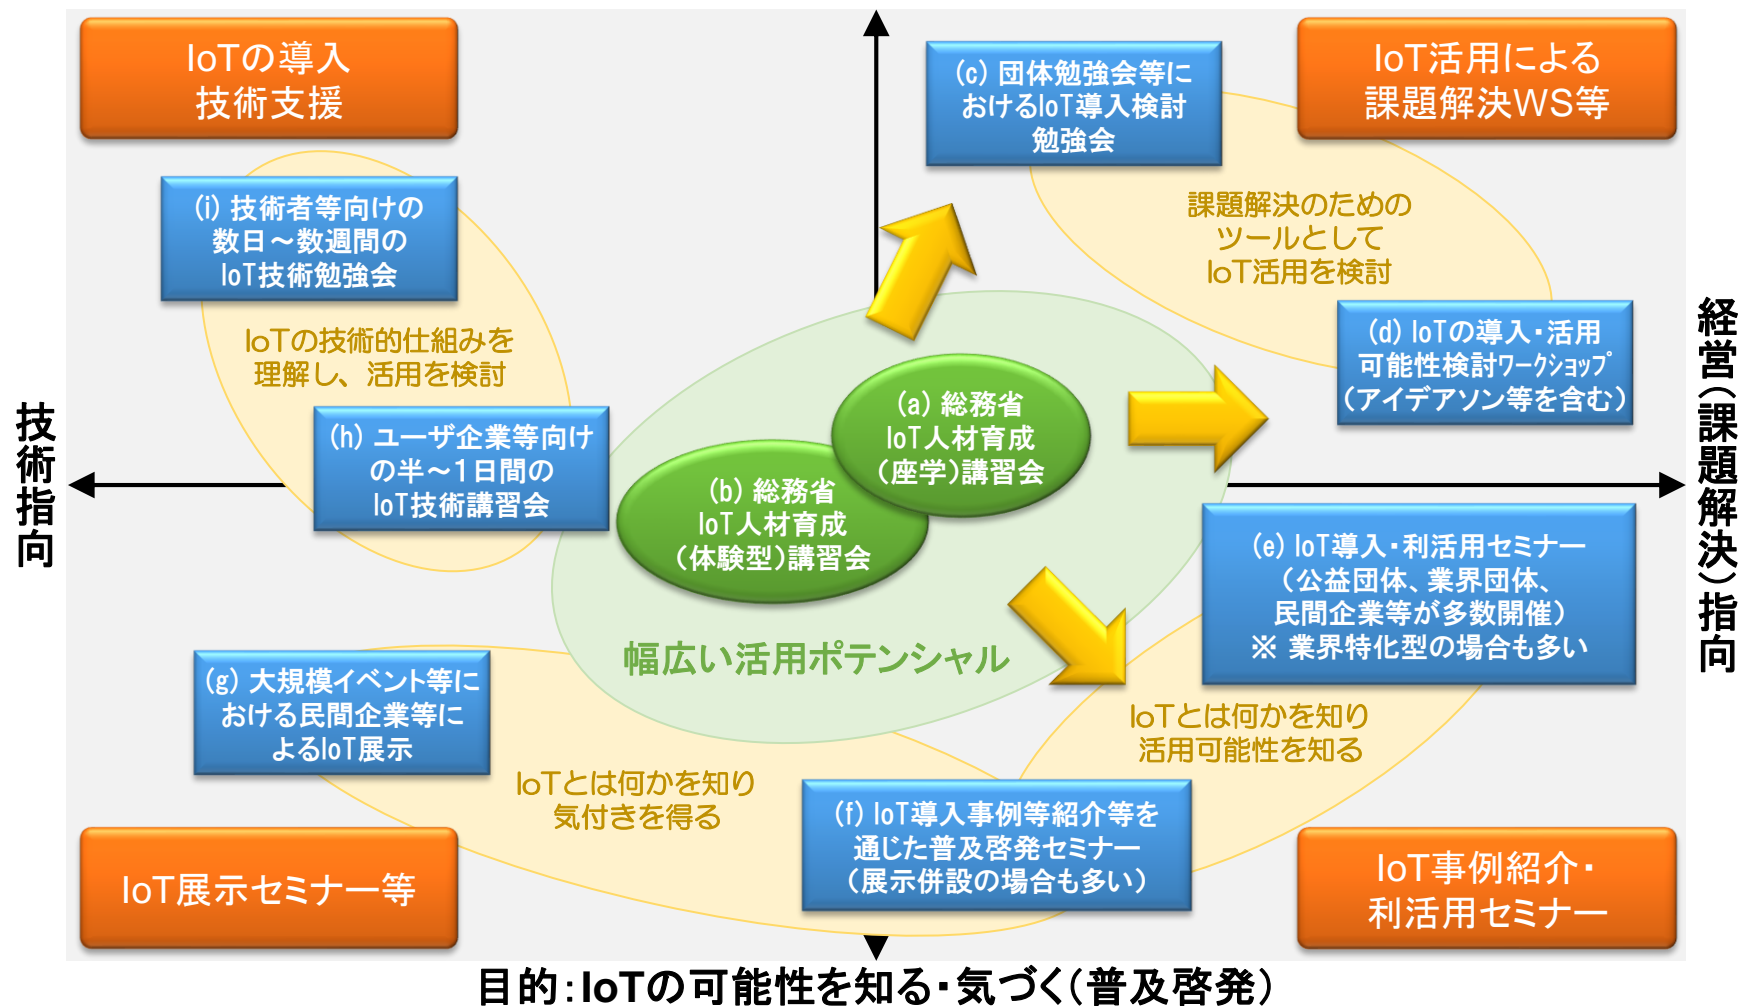 IoTの導入
技術支援
(c) 団体勉強会等に
おけるIoT導入検討
勉強会
IoT活用による
課題解決WS等
(i) 技術者等向けの
数日～数週間の
IoT技術勉強会
課題解決のための
ツールとして
IoT活用を検討
IoTの技術的仕組みを
理解し、活用を検討
(d) IoTの導入・活用
可能性検討ﾜｰｸｼｮｯﾌﾟ
（アイデアソン等を含む）
(h) ユーザ企業等向け
の半～１日間の
IoT技術講習会
(a) 総務省
IoT人材育成
（座学）講習会
(b) 総務省
IoT人材育成
（体験型）講習会
技術指向
経営（課題解決）指向
(e) IoT導入・利活用セミナー
（公益団体、業界団体、
民間企業等が多数開催）
※ 業界特化型の場合も多い
幅広い活用ポテンシャル
(g) 大規模イベント等に
おける民間企業等に
よるIoT展示
IoTとは何かを知り
活用可能性を知る
IoTとは何かを知り
気付きを得る
(f) IoT導入事例等紹介等を
通じた普及啓発セミナー
（展示併設の場合も多い）
IoT展示セミナー等
IoT事例紹介・
利活用セミナー
目的：IoTの可能性を知る・気づく（普及啓発）